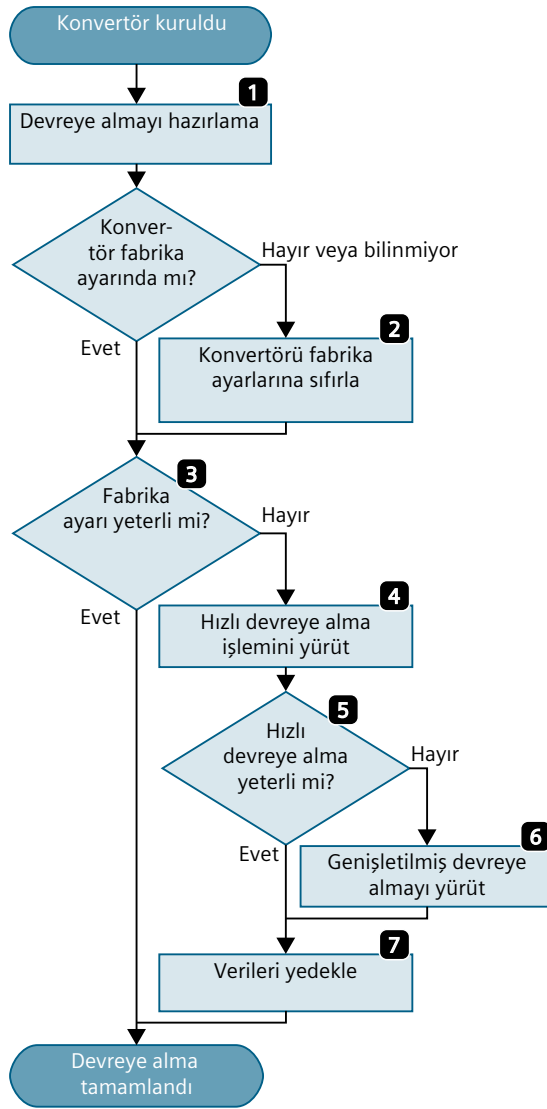 Konvertör kuruldu
1
Devreye almayı hazırlama
Konver-
tör fabrika
ayarında mı?
Hayır veya bilinmiyor
Evet
2
Konvertörü fabrika
ayarlarına sıfırla
3
Fabrika
ayarı yeterli mi?
Hayır
Evet
4
Hızlı devreye alma
işlemini yürüt
5
Hızlı
devreye alma
yeterli mi?
Hayır
Evet
6
Genişletilmiş devreye
almayı yürüt
7
Verileri yedekle
Devreye alma
tamamlandı